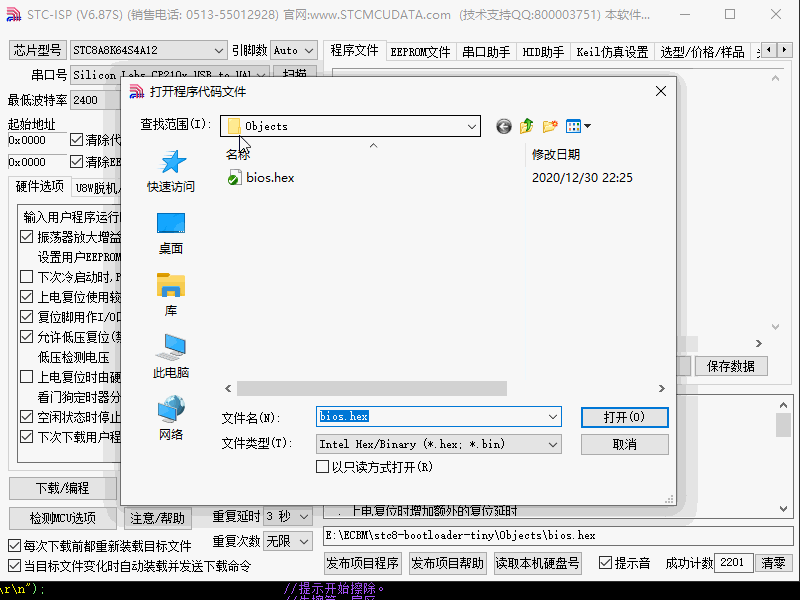 STC-ISP (V6.87S) (销售电话: 0513-55012928) 官网:www.STCMCUDATA.com (技术支持QQ:800003751) 本软件...
芯片型号 STC8A8K64S4A12 引脚数 Auto 程序文件 EEPROM文件 串口助手 HID助手 Keil仿真设置 选型/价格/样品
串口号 Silicon Labs CP210x USB to UAI 扫描
最低波特率 2400
打开程序代码文件
查找范围(I): Objects
起始地址
0x0000 清除代
0x0000 清除EE
名称 修改日期
bios.hex 2020/12/30 22:25
快速访问
桌面
库
此电脑
网络
硬件选项 U8W脱机/
输入用户程序运行
振荡器放大增益
设置用户EEPROM
下次冷启动时,P
上电复位使用较
复位脚用作I/O口
允许低压复位(禁
低压检测电压
上电复位时由硬
看门狗定时器分
空闲状态时停止
下次下载用户程
保存数据
文件名(N): bios.hex 打开(O)
文件类型(T): Intel Hex/Binary (*.hex; *.bin) 取消
以只读方式打开(R)
下载/编程
检测MCU选项 注意/帮助 重复延时 3 秒
上电复位时增加额外的复位延时
重复次数 无限
E:\ECBM\stc8-bootloader-tiny\Objects\bios.hex
每次下载前都重新装载目标文件
当目标文件变化时自动装载并发送下载命令
发布项目程序 发布项目帮助 读取本机硬盘号 提示音 成功计数 2201 清零
\r\n"); //提示开始擦除。